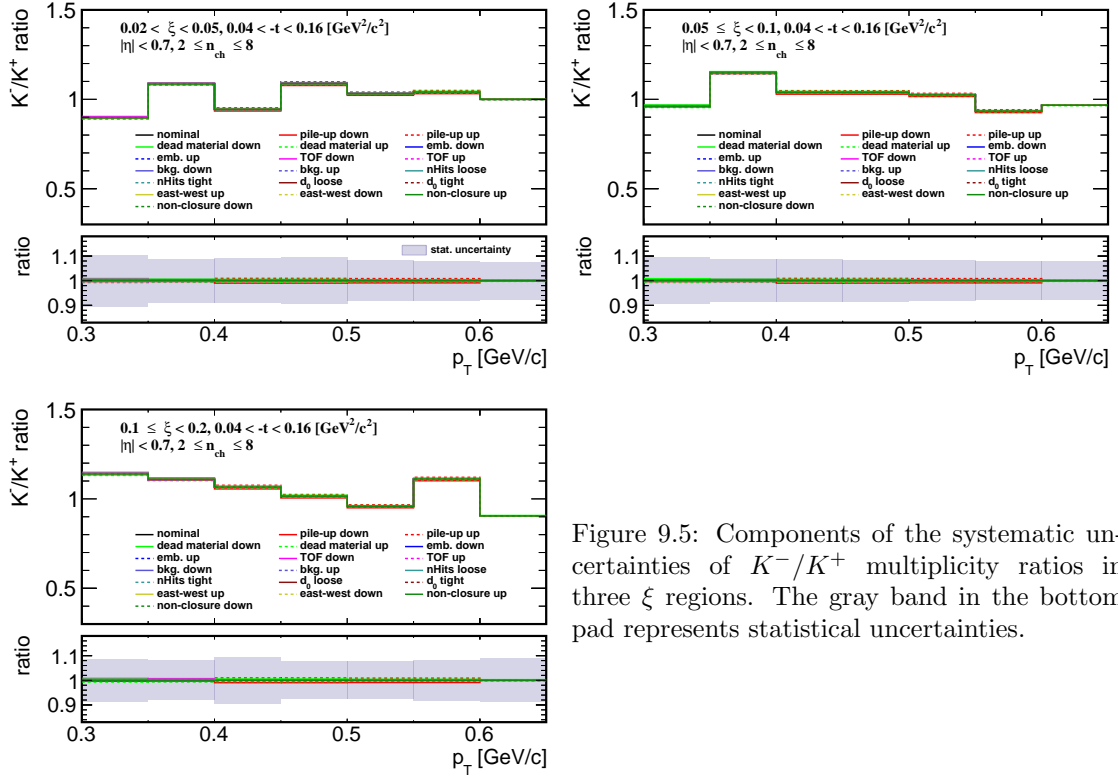 K⁻/K⁺ ratio
1.5
1
0.5
0.02 < ξ < 0.05, 0.04 < -t < 0.16 [GeV²/c²]
|η| < 0.7, 2 ≤ n_ch ≤ 8
nominal pile-up down pile-up up
dead material down dead material up emb. down
emb. up TOF down TOF up
bkg. down bkg. up nHits loose
nHits tight d₀ loose d₀ tight
east-west up east-west down non-closure up
non-closure down
ratio
1.1
1
0.9
stat. uncertainty
0.3 0.4 0.5 0.6
p_T [GeV/c]
K⁻/K⁺ ratio
1.5
1
0.5
0.05 ≤ ξ < 0.1, 0.04 < -t < 0.16 [GeV²/c²]
|η| < 0.7, 2 ≤ n_ch ≤ 8
nominal pile-up down pile-up up
dead material down dead material up emb. down
emb. up TOF down TOF up
bkg. down bkg. up nHits loose
nHits tight d₀ loose d₀ tight
east-west up east-west down non-closure up
non-closure down
ratio
1.1
1
0.9
0.3 0.4 0.5 0.6
p_T [GeV/c]
K⁻/K⁺ ratio
1.5
1
0.5
0.1 ≤ ξ < 0.2, 0.04 < -t < 0.16 [GeV²/c²]
|η| < 0.7, 2 ≤ n_ch ≤ 8
nominal pile-up down pile-up up
dead material down dead material up emb. down
emb. up TOF down TOF up
bkg. down bkg. up nHits loose
nHits tight d₀ loose d₀ tight
east-west up east-west down non-closure up
non-closure down
ratio
1.1
1
0.9
0.3 0.4 0.5 0.6
p_T [GeV/c]
Figure 9.5: Components of the systematic un-
certainties of K⁻/K⁺ multiplicity ratios in
three ξ regions. The gray band in the bottom
pad represents statistical uncertainties.